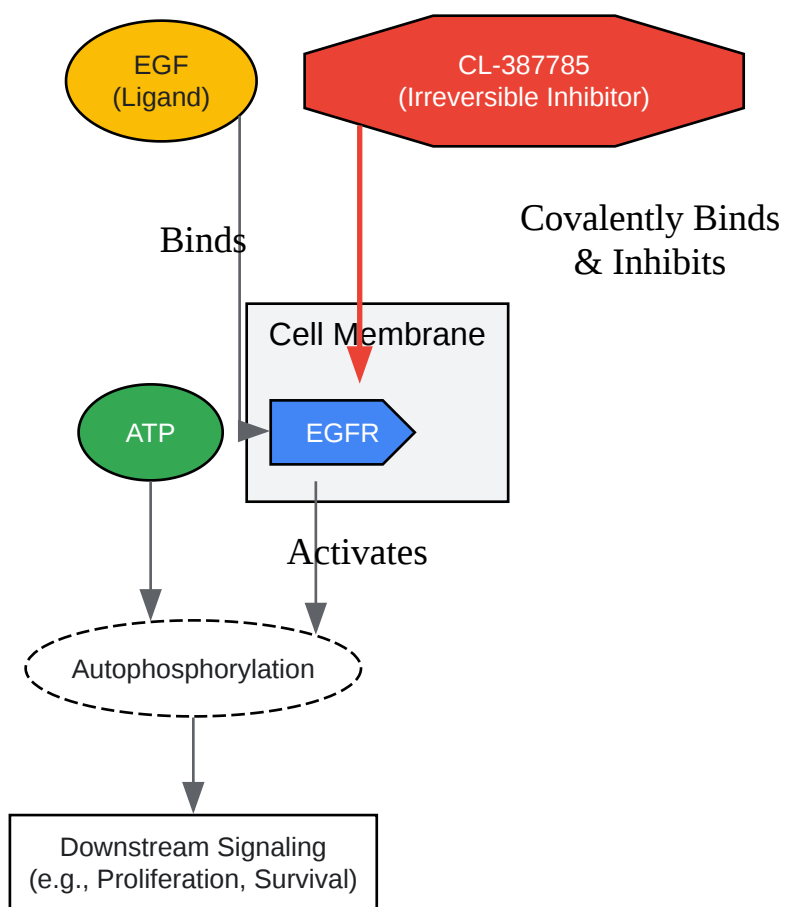 EGF
(Ligand)
CL-387785
(Irreversible Inhibitor)
Binds
Covalently Binds
& Inhibits
Cell Membrane
ATP
EGFR
Activates
Autophosphorylation
Downstream Signaling
(e.g., Proliferation, Survival)